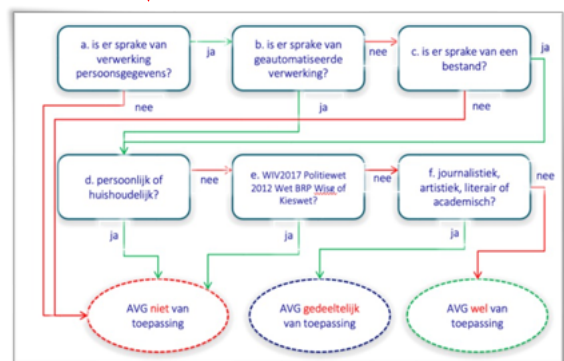 a. is er sprake van
verwerking
persoonsgegevens?
ja
b. is er sprake van
geautomatiseerde
verwerking?
nee
c. is er sprake van een
bestand?
ja
nee
ja
nee
d. persoonlijk of
huishoudelijk?
nee
e. WIV2017 Politiewet
2012 Wet BRP Wise of
Kieswet?
nee
f. journalistiek,
artistiek, literair of
academisch?
nee
ja
ja
ja
AVG niet van
toepassing
AVG gedeeltelijk
van toepassing
AVG wel van
toepassing